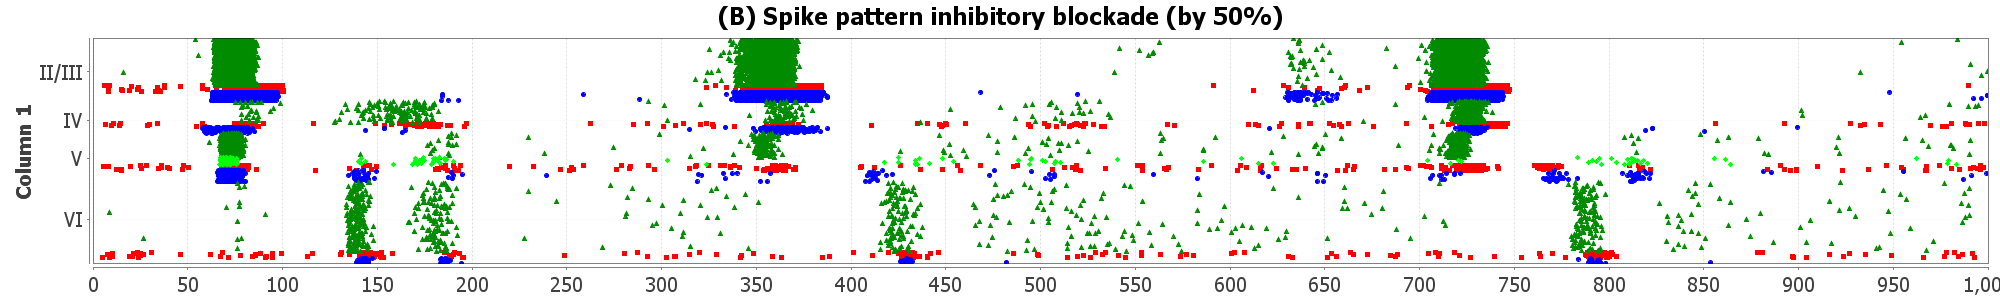 (B) Spike pattern inhibitory blockade (by 50%)
Column 1
II/III
IV
V
VI
0 50 100 150 200 250 300 350 400 450 500 550 600 650 700 750 800 850 900 950 1,00